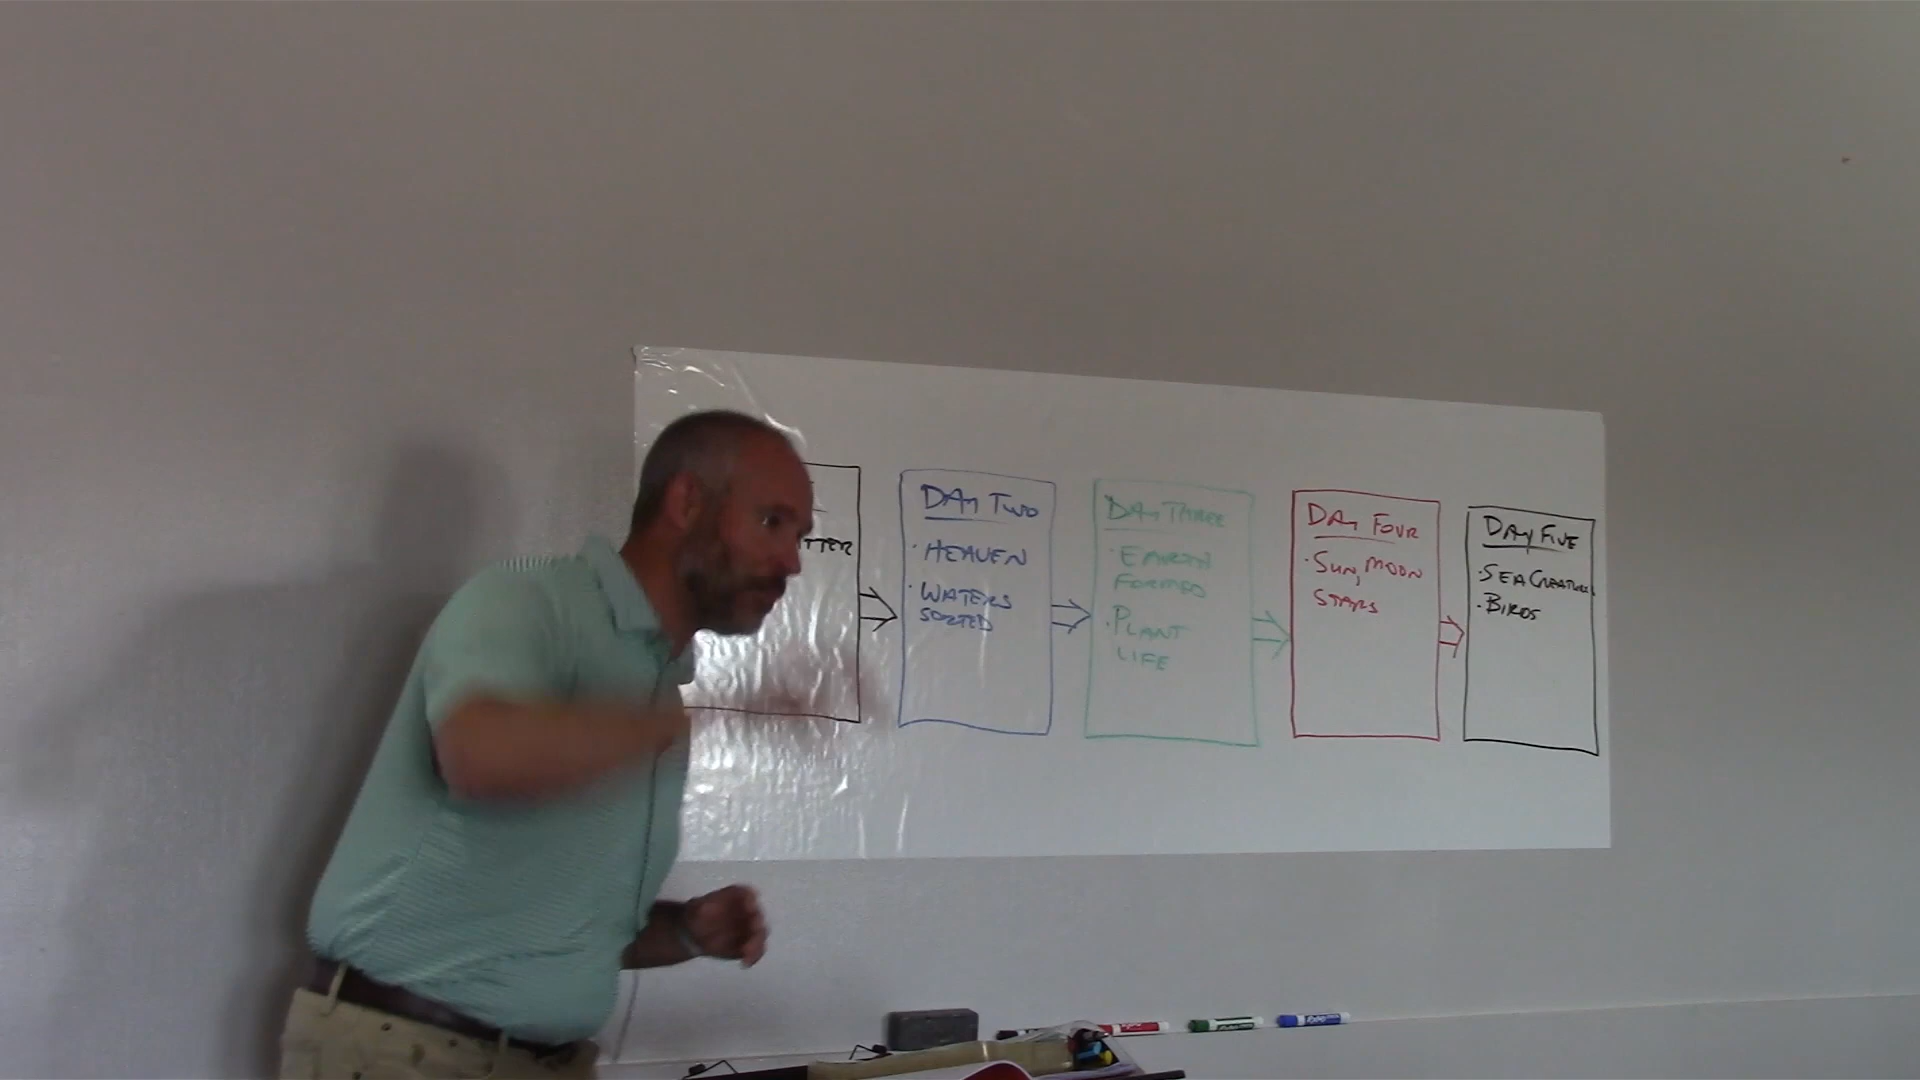 DAY TWO
· HEAVEN
· WATERS
SORTED
DAY THREE
· EARTH
FORMED
· PLANT
LIFE
DAY FOUR
· SUN, MOON
STARS
DAY FIVE
· SEA CREATURES
· BIRDS